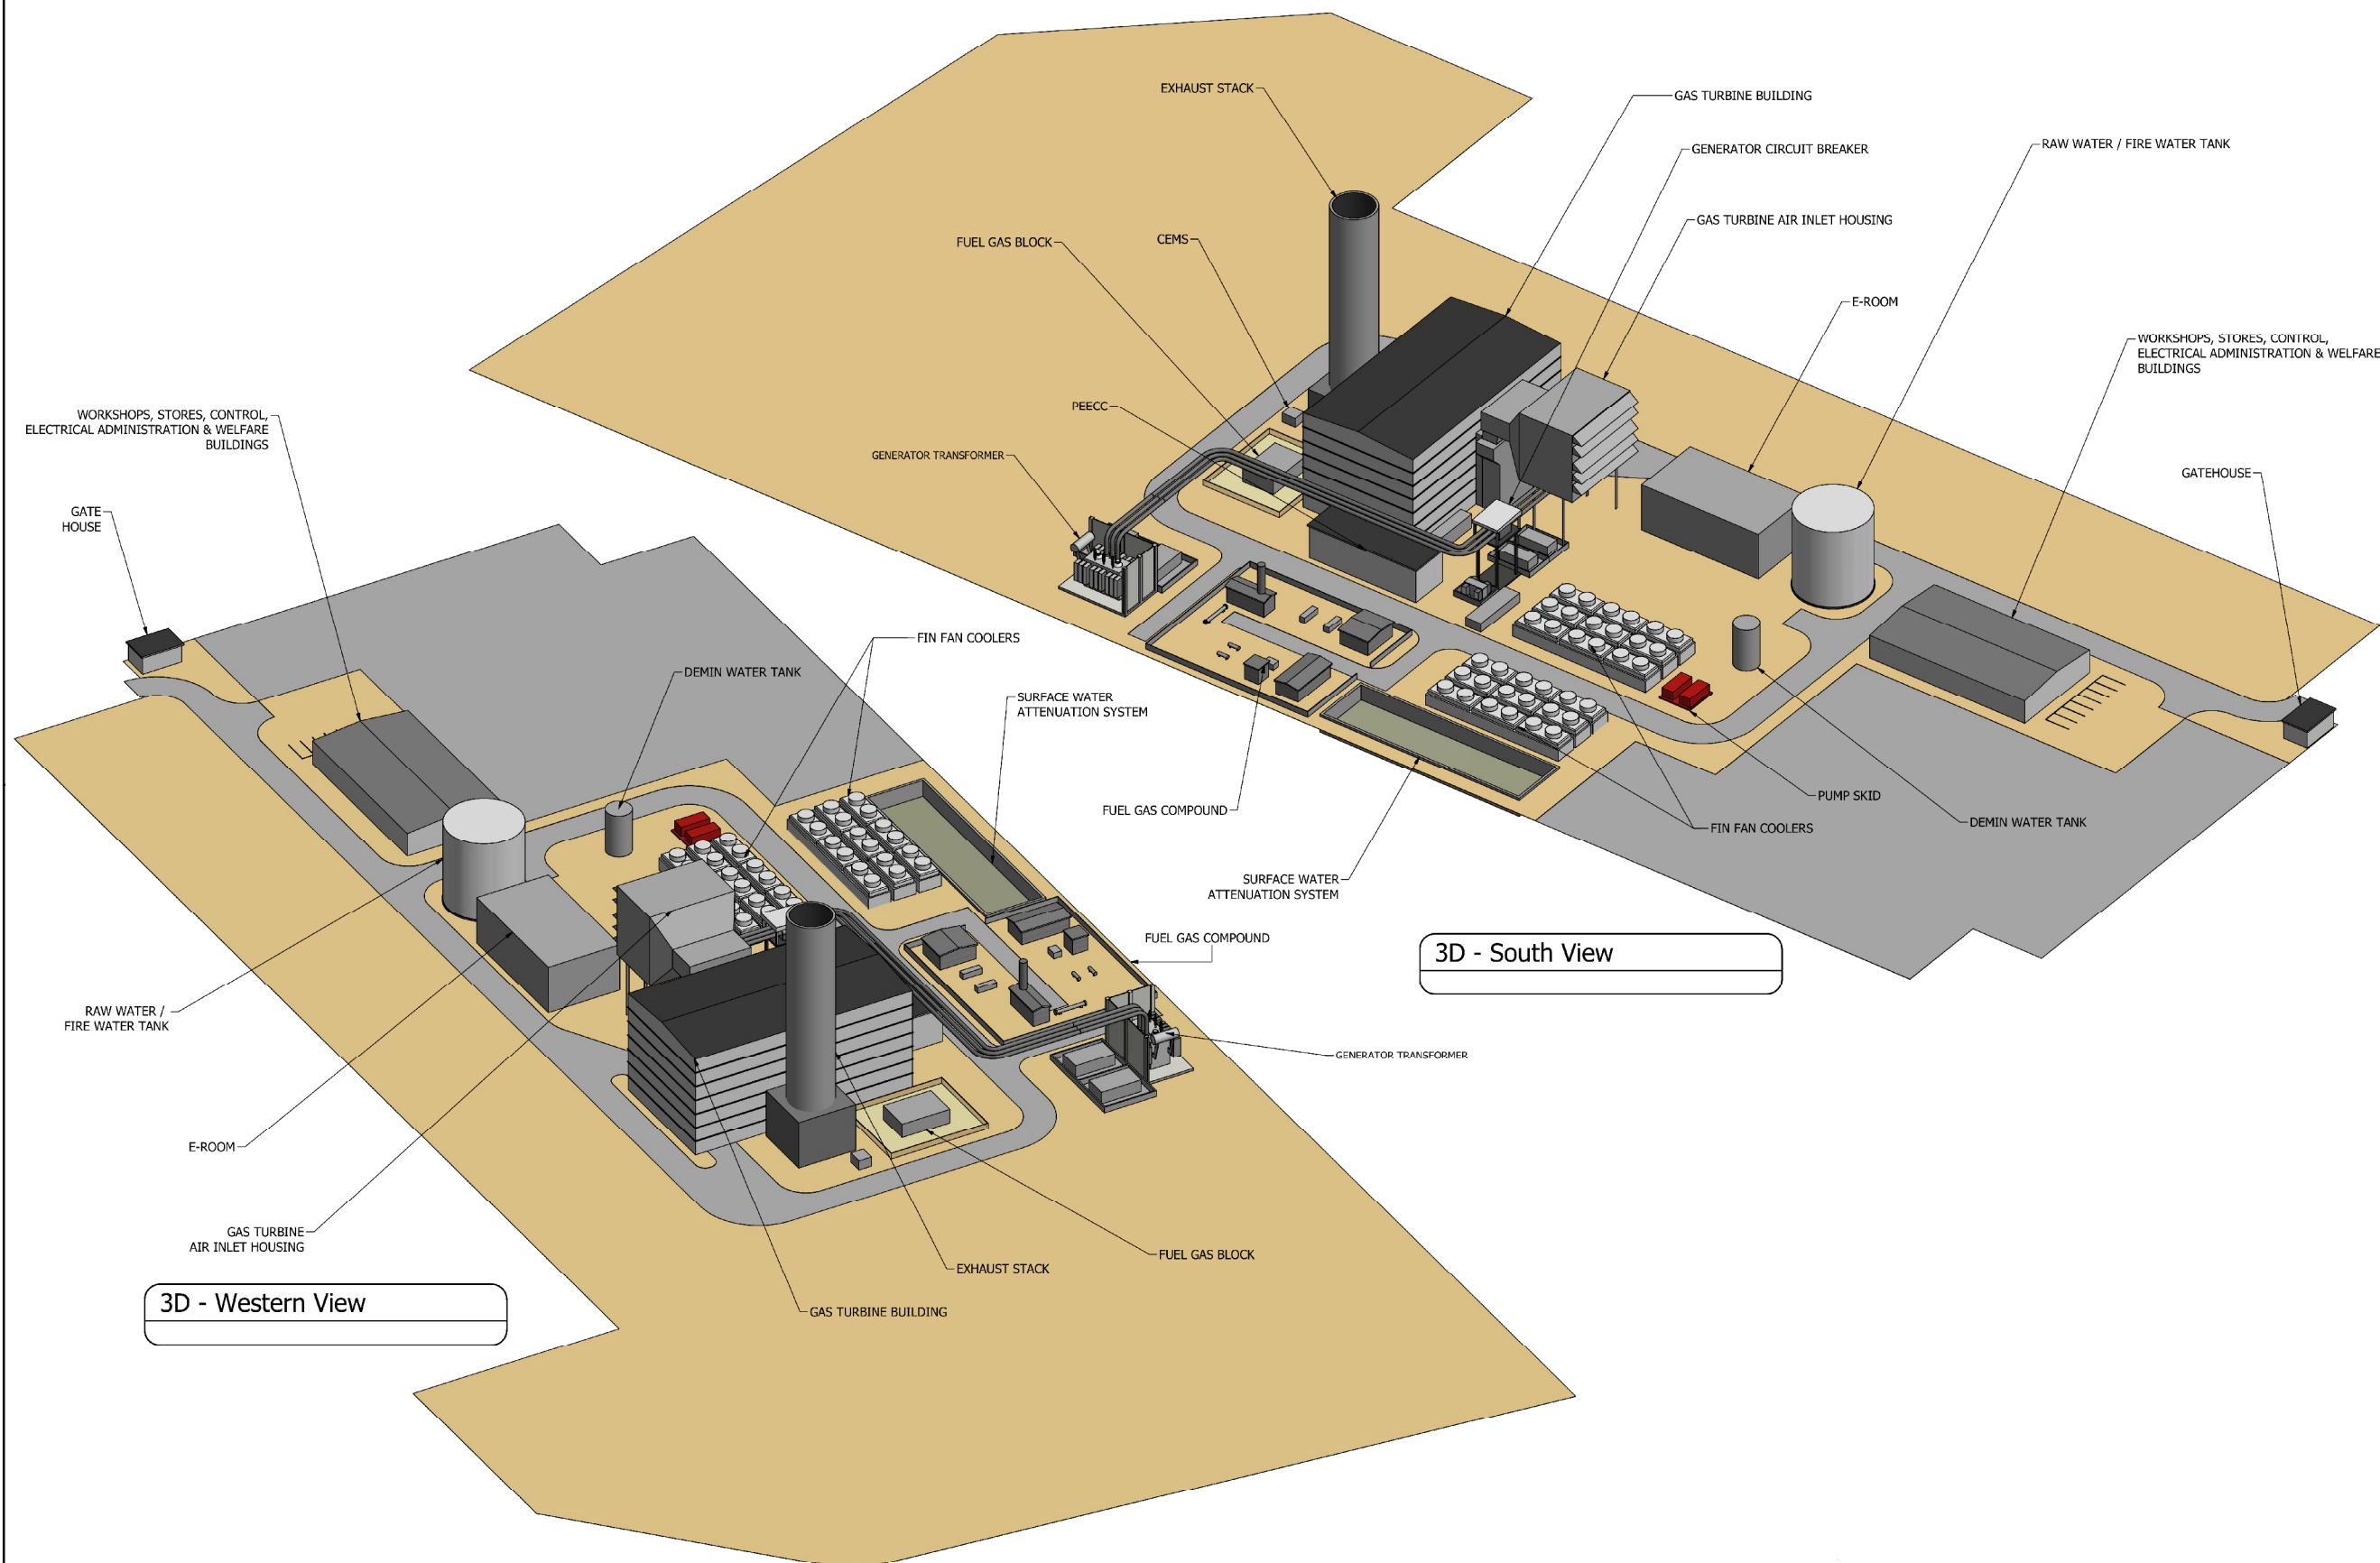 EXHAUST STACK
GAS TURBINE BUILDING
GENERATOR CIRCUIT BREAKER
RAW WATER / FIRE WATER TANK
GAS TURBINE AIR INLET HOUSING
FUEL GAS BLOCK
CEMS
E-ROOM
WORKSHOPS, STORES, CONTROL,
ELECTRICAL ADMINISTRATION & WELFARE
BUILDINGS
PEECC
GENERATOR TRANSFORMER
GATEHOUSE
FUEL GAS COMPOUND
PUMP SKID
FIN FAN COOLERS
DEMIN WATER TANK
SURFACE WATER
ATTENUATION SYSTEM
3D - South View
WORKSHOPS, STORES, CONTROL,
ELECTRICAL ADMINISTRATION & WELFARE
BUILDINGS
GATE
HOUSE
FIN FAN COOLERS
DEMIN WATER TANK
SURFACE WATER
ATTENUATION SYSTEM
FUEL GAS COMPOUND
RAW WATER /
FIRE WATER TANK
GENERATOR TRANSFORMER
E-ROOM
GAS TURBINE
AIR INLET HOUSING
FUEL GAS BLOCK
EXHAUST STACK
GAS TURBINE BUILDING
3D - Western View